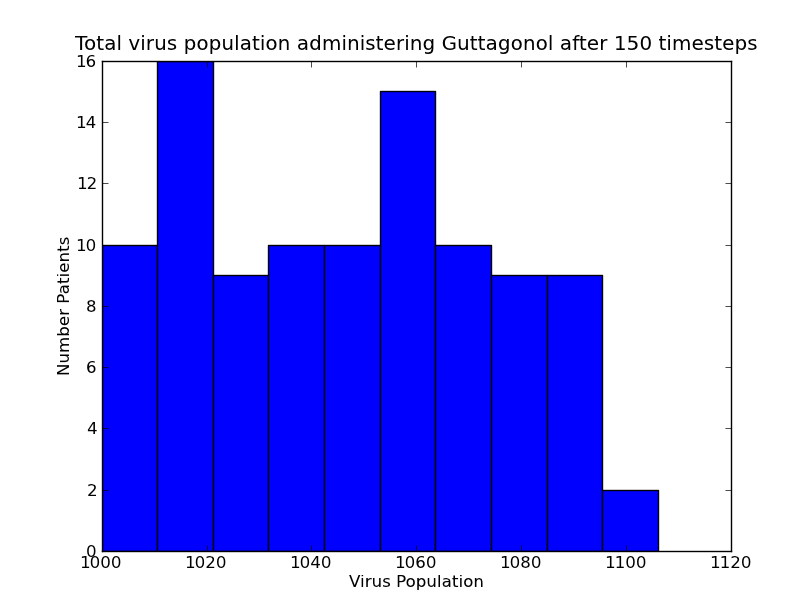 Total virus population administering Guttagonol after 150 timesteps
16
14
12
10
8
6
4
2
0
Number Patients
1000 1020 1040 1060 1080 1100 1120
Virus Population